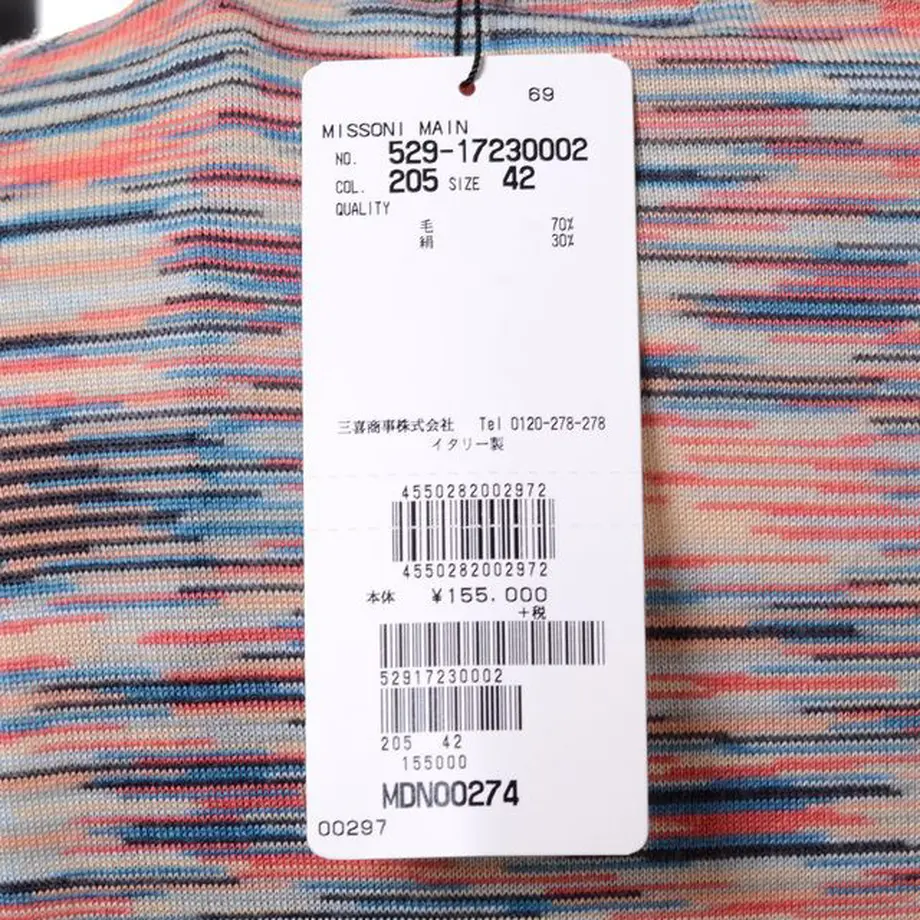 69
MISSONI MAIN
NO. 529-17230002
COL. 205 SIZE 42
QUALITY
毛 70%
絹 30%
三喜商事株式会社 Tel 0120-278-278
イタリー製
4550282002972
4550282002972
本体 ¥155.000
+税
52917230002
205 42
155000
MDN00274
00297